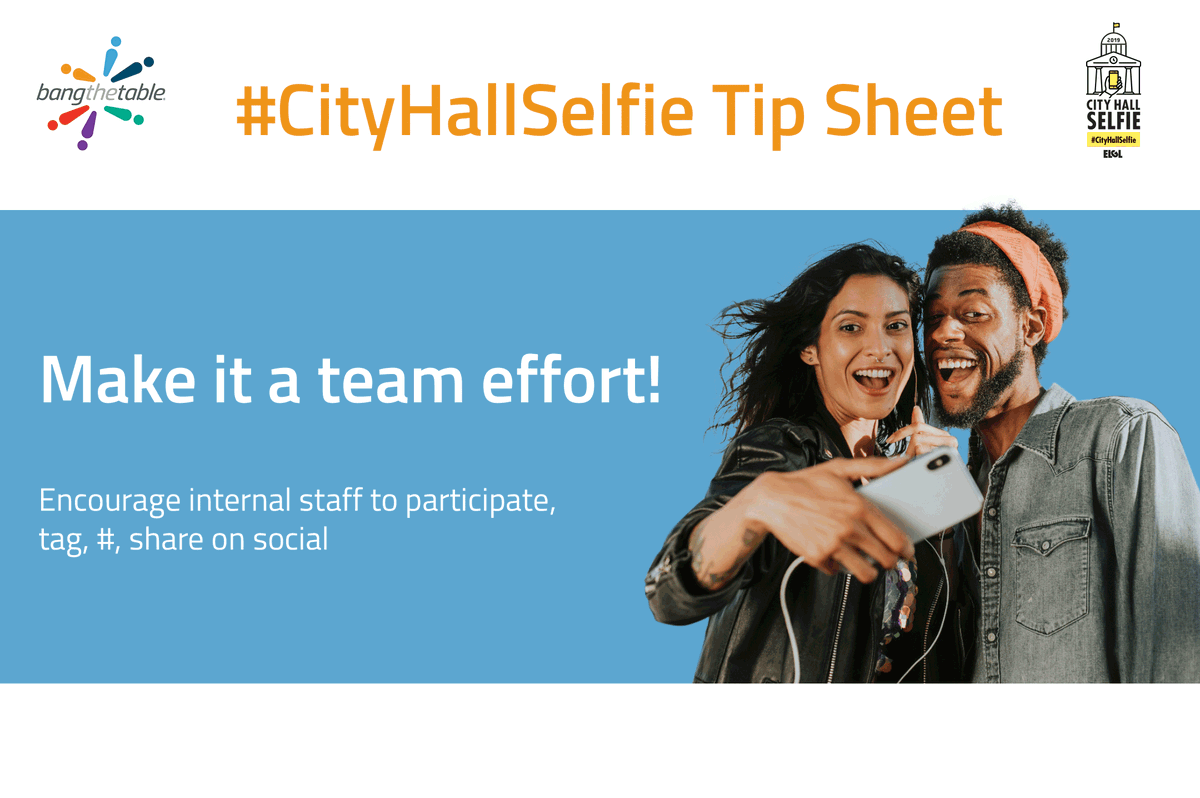 bangthetable.
#CityHallSelfie Tip Sheet
2019
CITY HALL
SELFIE
#CityHallSelfie
ELGL
Make it a team effort!
Encourage internal staff to participate,
tag, #, share on social